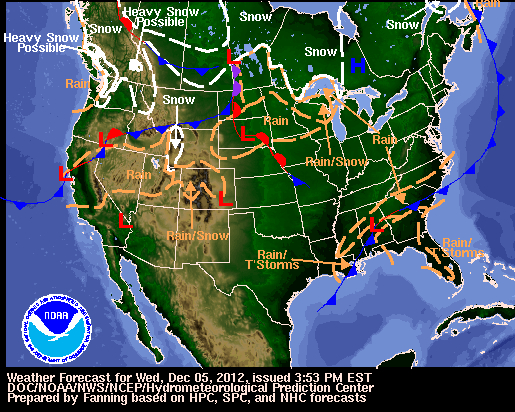 Heavy Snow
Possible
Snow
Rain
Snow
Heavy Snow
Possible
Snow
Snow
L
H
Rain
Snow
L
Rain
L
Rain/Snow
L
Rain
L
Rain/Snow
L
L
Rain/
T'Storms
Rain/
T'Storms
NOAA
Weather Forecast for Wed, Dec 05, 2012, issued 3:53 PM EST
DOC/NOAA/NWS/NCEP/Hydrometeorological Prediction Center
Prepared by Fanning based on HPC, SPC, and NHC forecasts